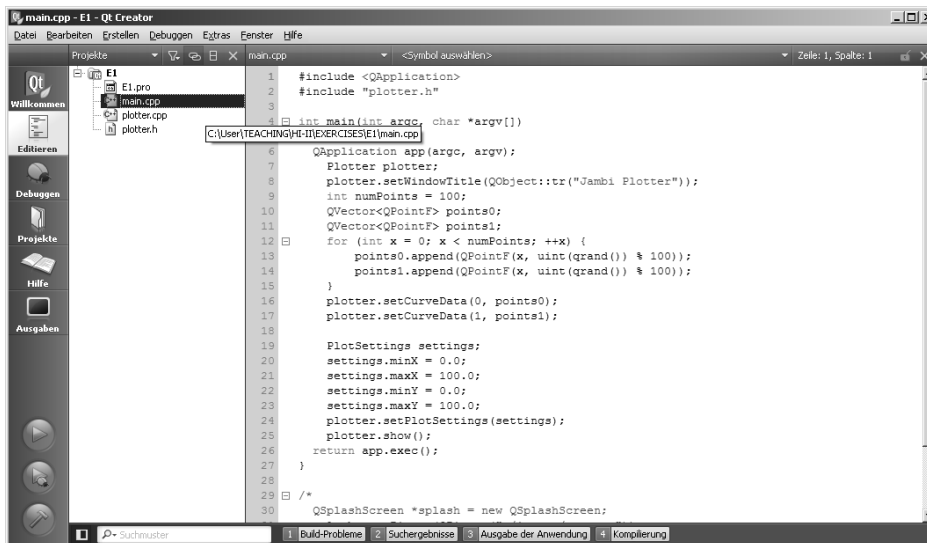 main.cpp - E1 - Qt Creator
Datei Bearbeiten Erstellen Debuggen Extras Fenster Hilfe
Projekte main.cpp <Symbol auswählen> Zeile: 1, Spalte: 1
Qt
Willkommen
Editieren
Debuggen
Projekte
Hilfe
Ausgaben
E1
E1.pro
main.cpp
plotter.cpp
plotter.h
C:\User\TEACHING\HI-II\EXERCISES\E1\main.cpp
1 #include <QApplication>
2 #include "plotter.h"
3
4 int main(int argc, char *argv[])
6 QApplication app(argc, argv);
7 Plotter plotter;
8 plotter.setWindowTitle(QObject::tr("Jambi Plotter"));
9 int numPoints = 100;
10 QVector<QPointF> points0;
11 QVector<QPointF> points1;
12 for (int x = 0; x < numPoints; ++x) {
13 points0.append(QPointF(x, uint(qrand()) % 100));
14 points1.append(QPointF(x, uint(qrand()) % 100));
15 }
16 plotter.setCurveData(0, points0);
17 plotter.setCurveData(1, points1);
18
19 PlotSettings settings;
20 settings.minX = 0.0;
21 settings.maxX = 100.0;
22 settings.minY = 0.0;
23 settings.maxY = 100.0;
24 plotter.setPlotSettings(settings);
25 plotter.show();
26 return app.exec();
27 }
28
29 /*
30 QSplashScreen *splash = new QSplashScreen;
Suchmuster 1 Build-Probleme 2 Suchergebnisse 3 Ausgabe der Anwendung 4 Kompilierung